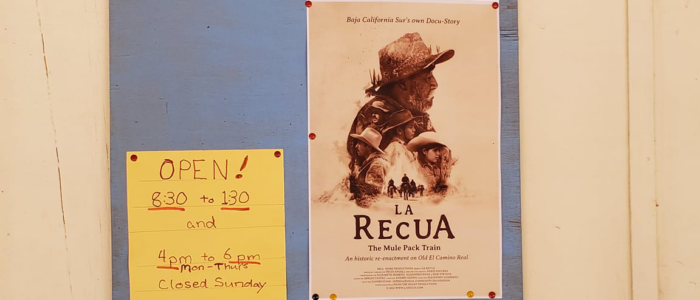 Baja California Sur's own Docu-Story
LA
RECUA
The Mule Pack Train
An historic re-enactment on Old El Camino Real
OPEN!
8:30 to 1:30
and
4pm to 6pm
Mon-Thurs
Closed Sunday